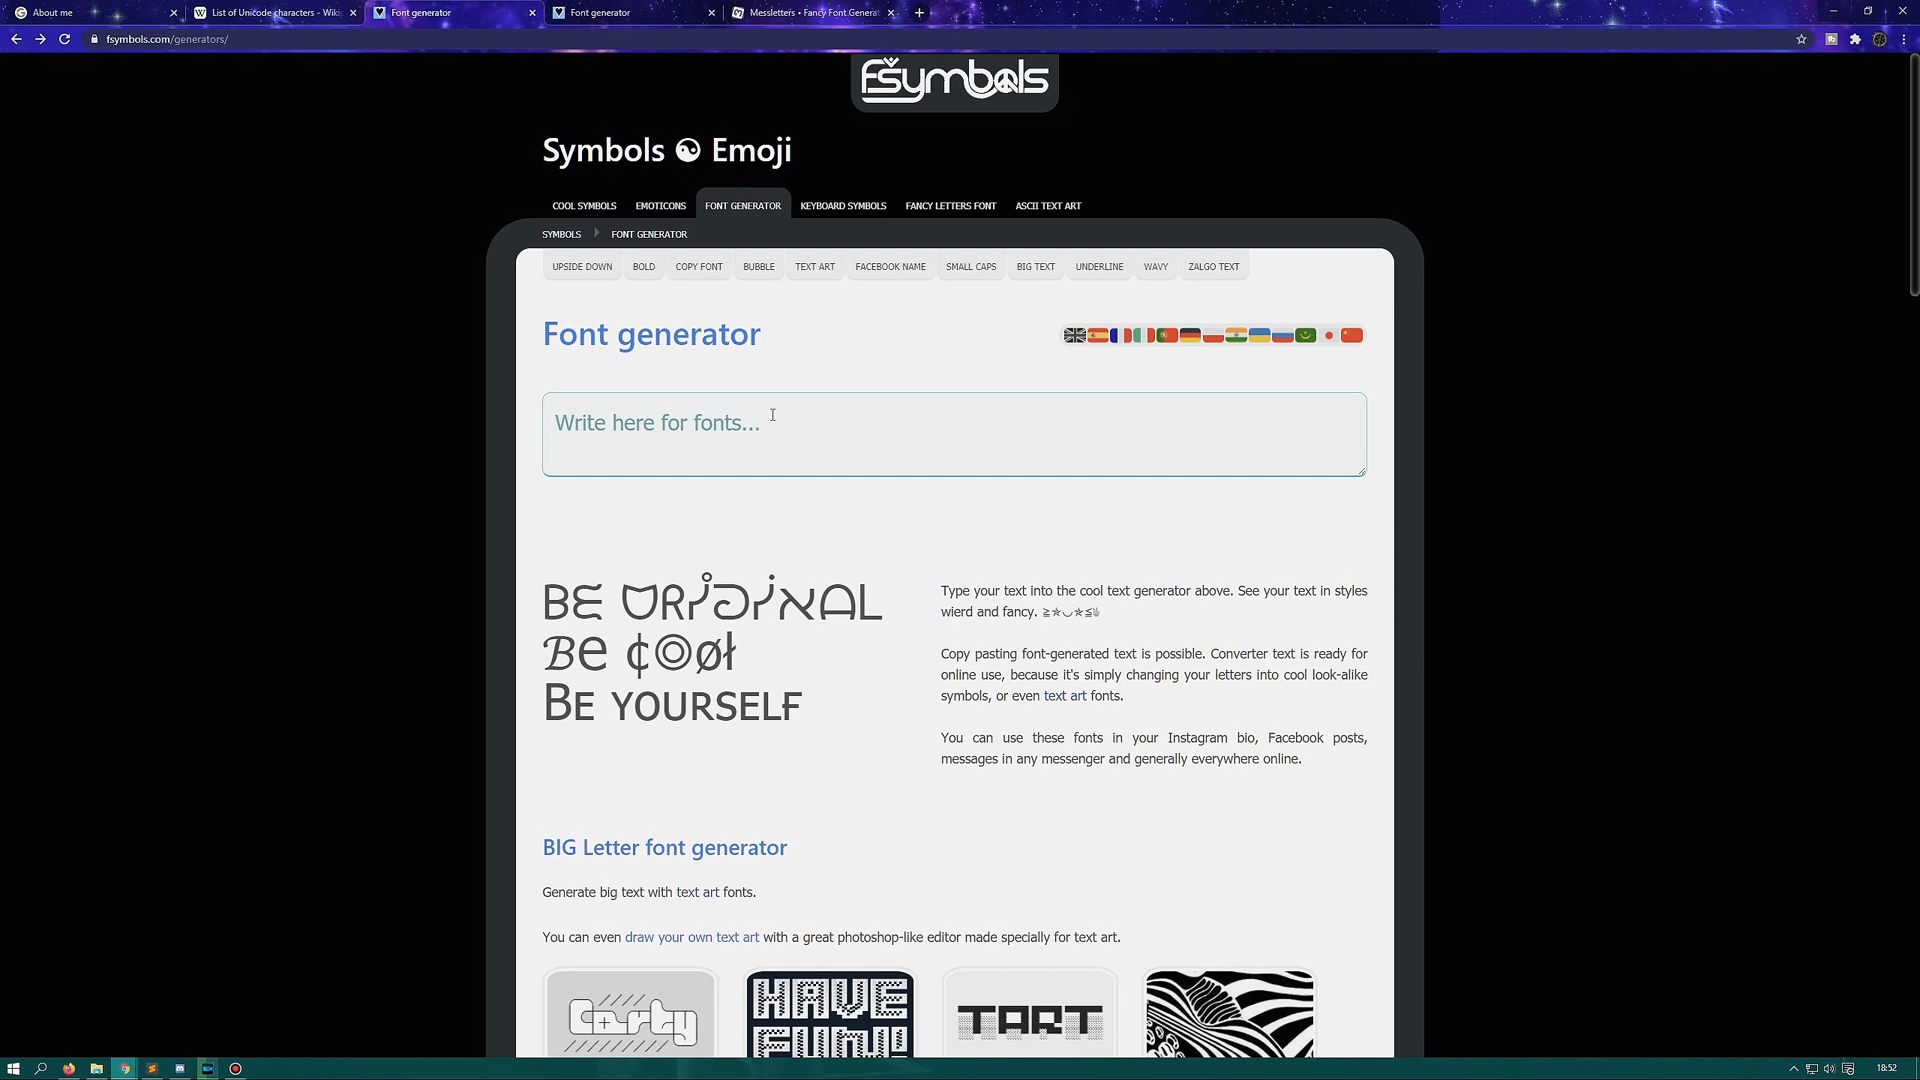 About me
List of Unicode characters - Wiki
Font generator
Font generator
Messletters • Fancy Font Generat
fsymbols.com/generators/
fsymbols
Symbols ☯ Emoji
COOL SYMBOLS
EMOTICONS
FONT GENERATOR
KEYBOARD SYMBOLS
FANCY LETTERS FONT
ASCII TEXT ART
SYMBOLS
FONT GENERATOR
UPSIDE DOWN
BOLD
COPY FONT
BUBBLE
TEXT ART
FACEBOOK NAME
SMALL CAPS
BIG TEXT
UNDERLINE
WAVY
ZALGO TEXT
Font generator
Write here for fonts...
Be ¢◎øł
Bᴇ ʏᴏᴜʀsᴇʟғ
Type your text into the cool text generator above. See your text in styles
wierd and fancy.
Copy pasting font-generated text is possible. Converter text is ready for
online use, because it's simply changing your letters into cool look-alike
symbols, or even text art fonts.
You can use these fonts in your Instagram bio, Facebook posts,
messages in any messenger and generally everywhere online.
BIG Letter font generator
Generate big text with text art fonts.
You can even draw your own text art with a great photoshop-like editor made specially for text art.
HAVE
FUN!
TART
18:52